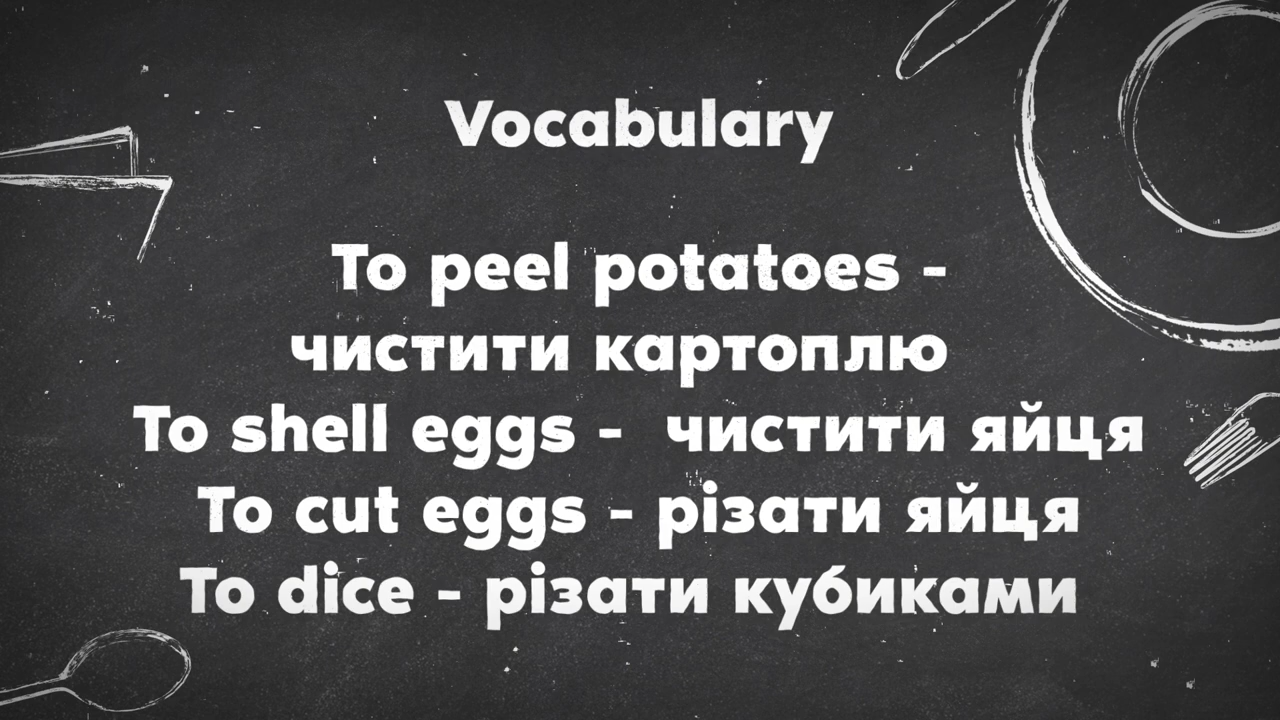 Vocabulary
To peel potatoes -
чистити картоплю
To shell eggs - чистити яйця
To cut eggs - різати яйця
To dice - різати кубиками